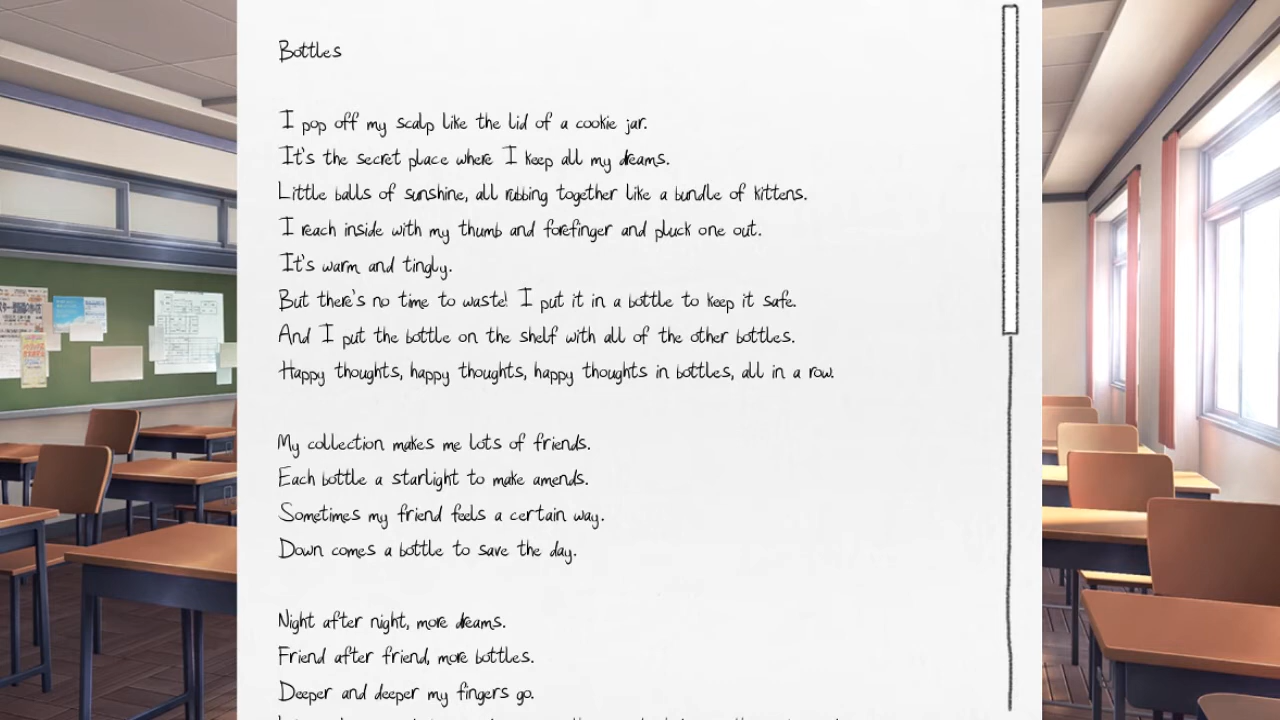 Bottles
I pop off my scalp like the lid of a cookie jar.
It's the secret place where I keep all my dreams.
Little balls of sunshine, all rubbing together like a bundle of kittens.
I reach inside with my thumb and forefinger and pluck one out.
It's warm and tingly.
But there's no time to waste! I put it in a bottle to keep it safe.
And I put the bottle on the shelf with all of the other bottles.
Happy thoughts, happy thoughts, happy thoughts in bottles, all in a row.
My collection makes me lots of friends.
Each bottle a starlight to make amends.
Sometimes my friend feels a certain way.
Down comes a bottle to save the day.
Night after night, more dreams.
Friend after friend, more bottles.
Deeper and deeper my fingers go.